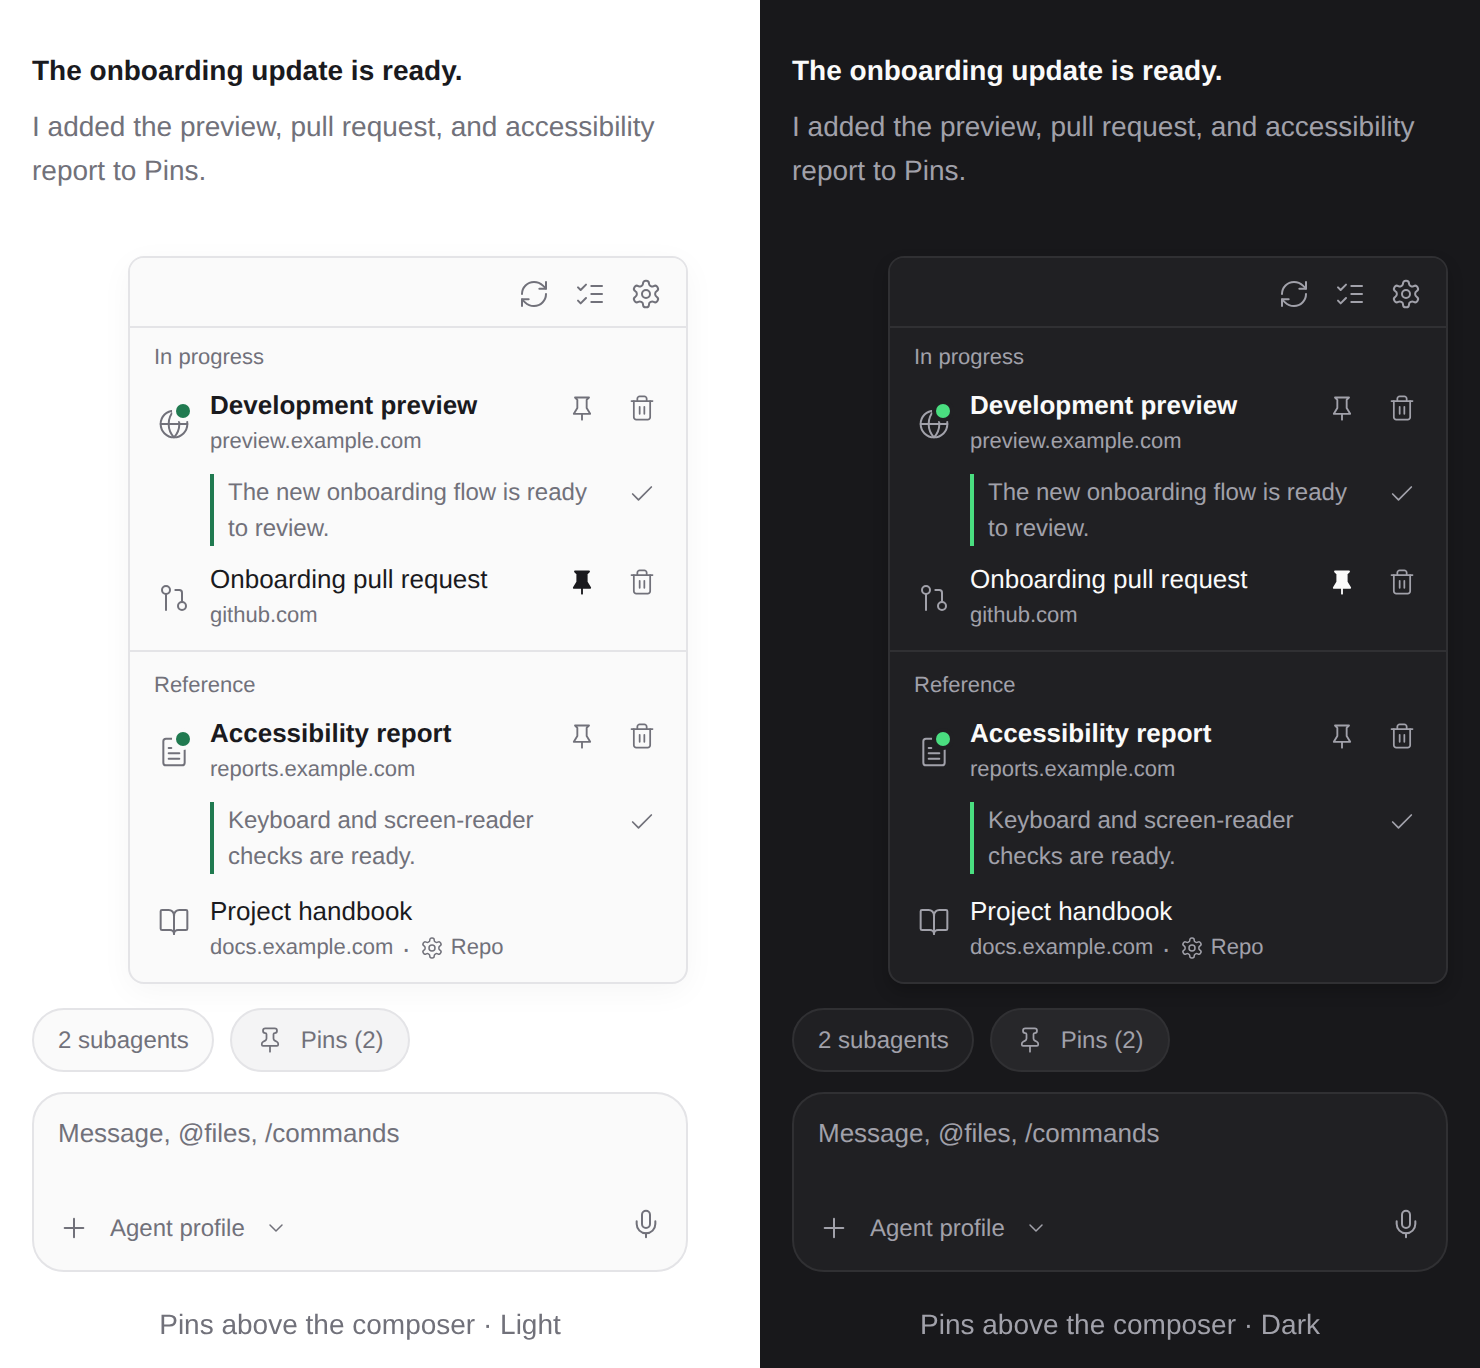 The onboarding update is ready.
I added the preview, pull request, and accessibility
report to Pins.
In progress
Development preview
preview.example.com
The new onboarding flow is ready
to review.
Onboarding pull request
github.com
Reference
Accessibility report
reports.example.com
Keyboard and screen-reader
checks are ready.
Project handbook
docs.example.com · Repo
2 subagents
Pins (2)
Message, @files, /commands
Agent profile
Pins above the composer · Light
The onboarding update is ready.
I added the preview, pull request, and accessibility
report to Pins.
In progress
Development preview
preview.example.com
The new onboarding flow is ready
to review.
Onboarding pull request
github.com
Reference
Accessibility report
reports.example.com
Keyboard and screen-reader
checks are ready.
Project handbook
docs.example.com · Repo
2 subagents
Pins (2)
Message, @files, /commands
Agent profile
Pins above the composer · Dark